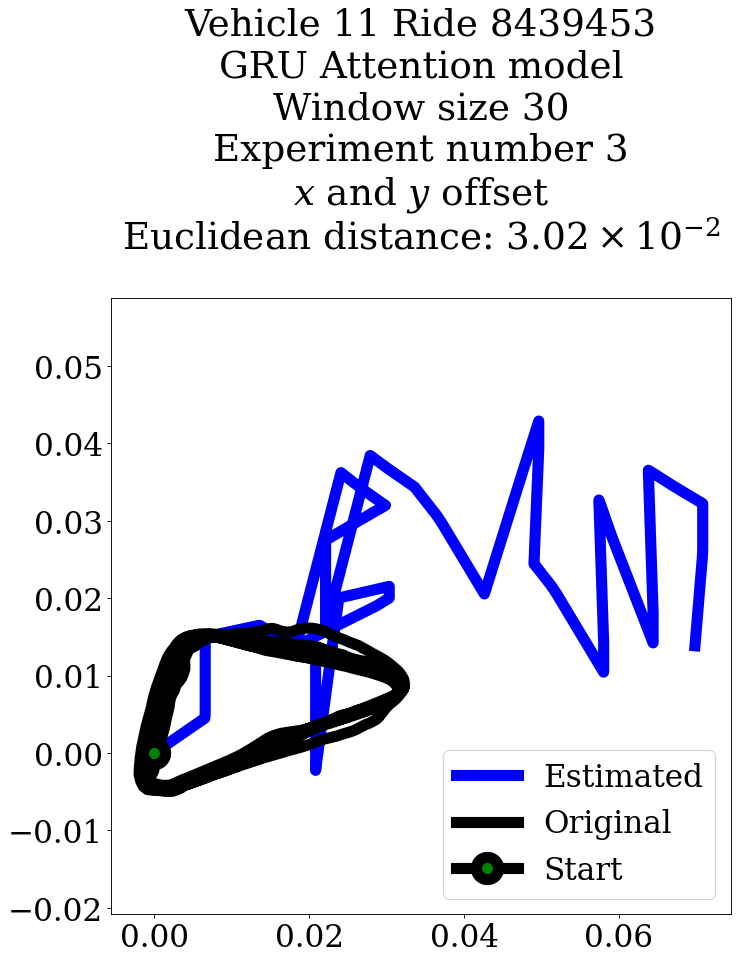 Vehicle 11 Ride 8439453
GRU Attention model
Window size 30
Experiment number 3
x and y offset
Euclidean distance: 3.02 × 10⁻²
0.05
0.04
0.03
0.02
0.01
0.00
−0.01
−0.02
Estimated
Original
Start
0.00 0.02 0.04 0.06